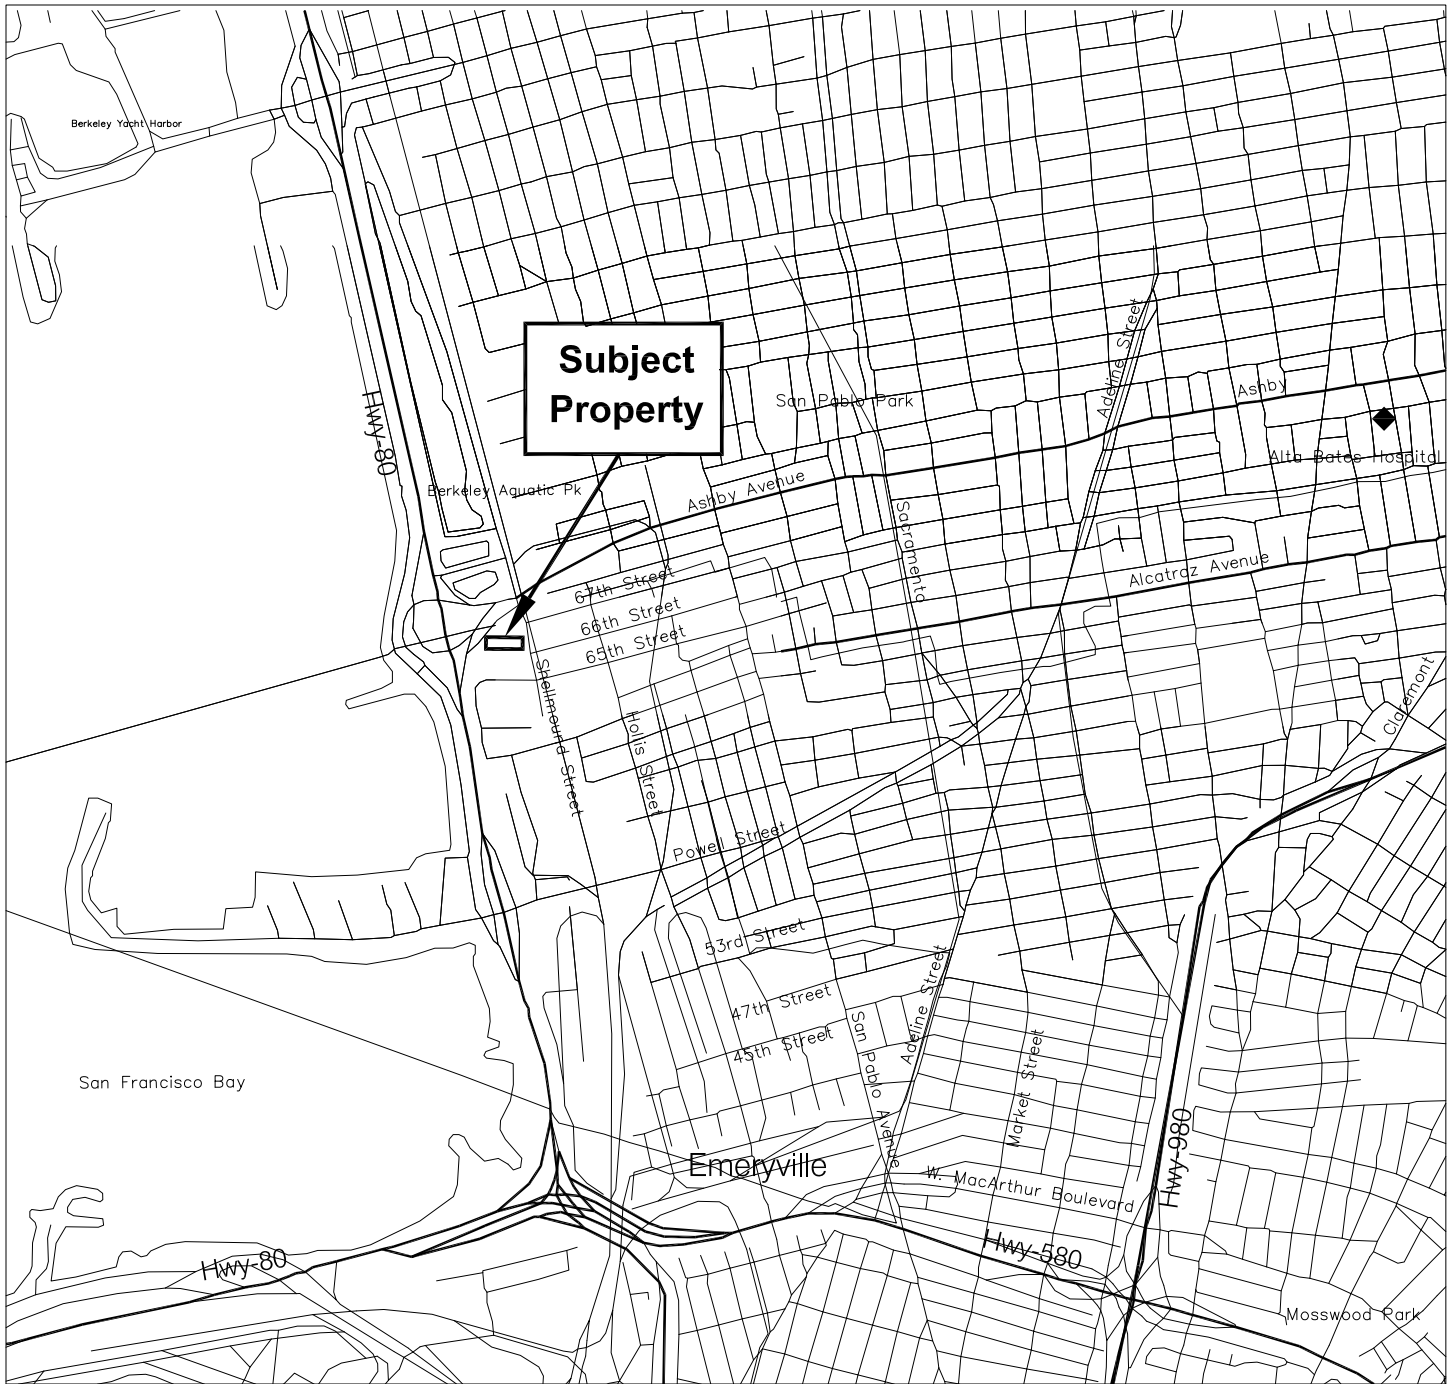 Berkeley Yacht Harbor
Subject
Property
Hwy-80
San Pablo Park
Adeline Street
Ashby
Alta Bates Hospital
Berkeley Aquatic Pk
Ashby Avenue
Sacramento
Alcatraz Avenue
67th Street
66th Street
65th Street
Shellmound Street
Hollis Street
Claremont
Powell Street
53rd Street
47th Street
45th Street
San Pablo Avenue
Adeline Street
Market Street
San Francisco Bay
Emeryville
W. MacArthur Boulevard
Hwy-980
Hwy-80
Hwy-580
Mosswood Park